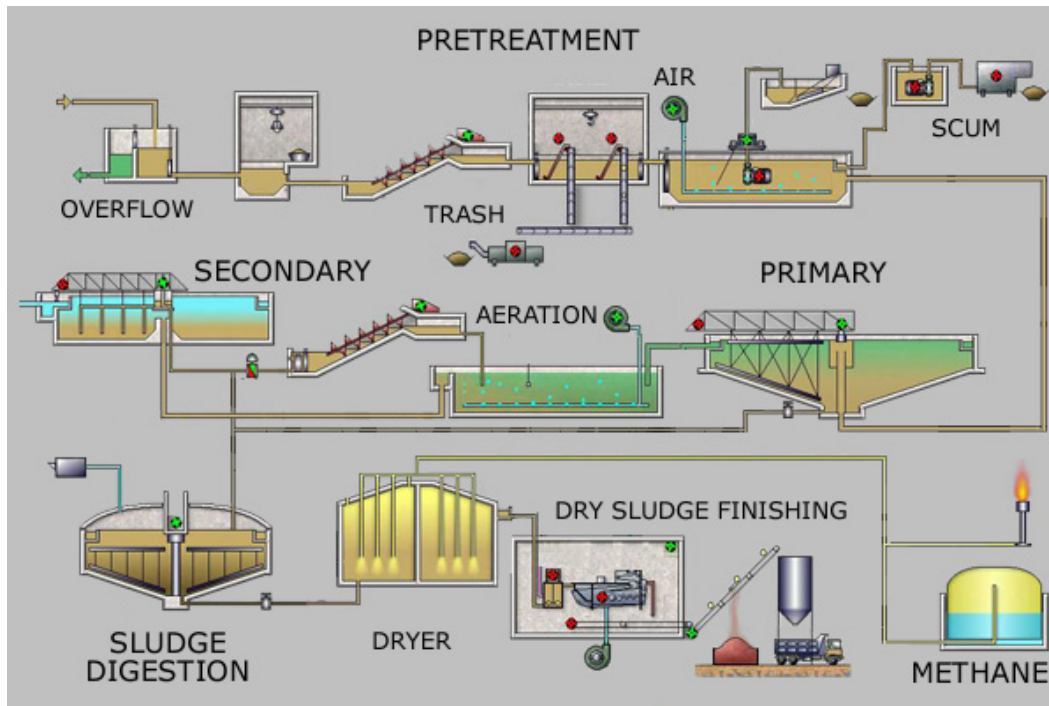 PRETREATMENT
AIR
SCUM
OVERFLOW
TRASH
SECONDARY
PRIMARY
AERATION
DRY SLUDGE FINISHING
SLUDGE
DIGESTION
DRYER
METHANE